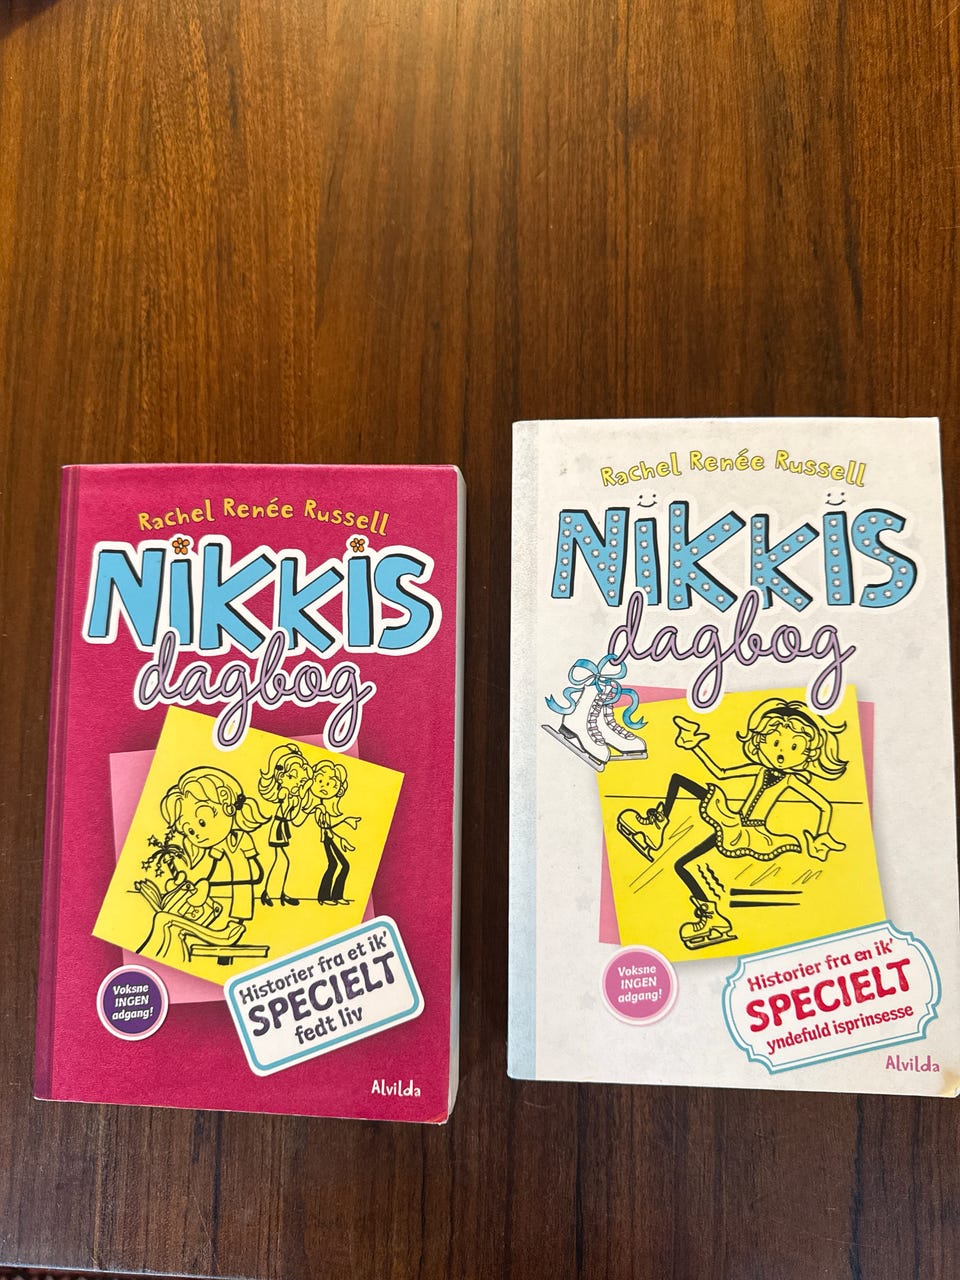 Rachel Renée Russell
NIKKIS
dagbog
Voksne
INGEN
adgang!
Historier fra et ik'
SPECIELT
fedt liv
Alvilda
Rachel Renée Russell
NIKKIS
dagbog
Voksne
INGEN
adgang!
Historier fra en ik'
SPECIELT
yndefuld isprinsesse
Alvilda